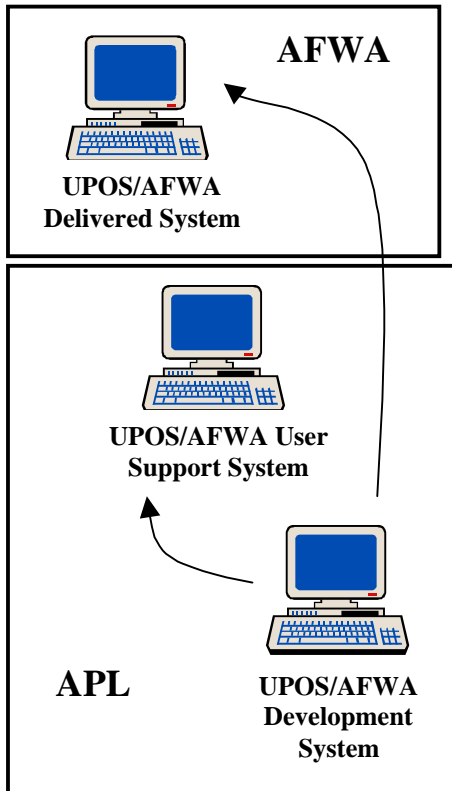 AFWA
UPOS/AFWA
Delivered System
UPOS/AFWA User
Support System
APL
UPOS/AFWA
Development
System